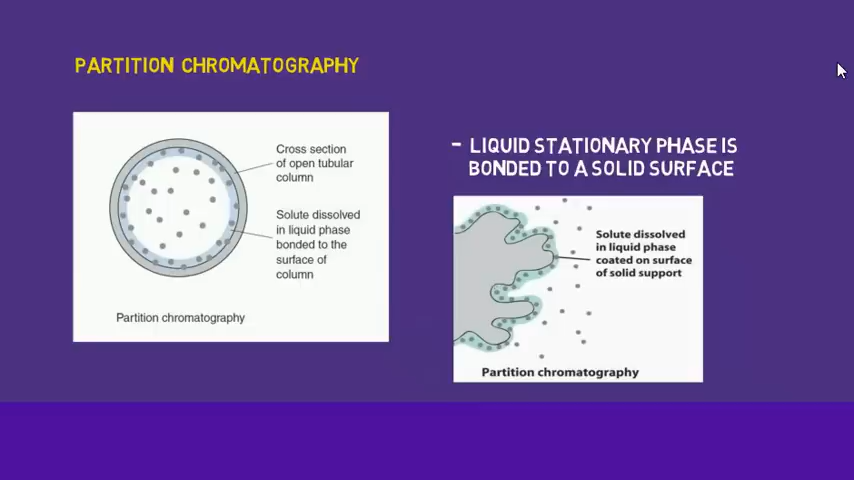 PARTITION CHROMATOGRAPHY
Cross section
of open tubular
column
Solute dissolved
in liquid phase
bonded to the
surface of
column
Partition chromatography
- LIQUID STATIONARY PHASE IS
BONDED TO A SOLID SURFACE
Solute dissolved
in liquid phase
coated on surface
of solid support
Partition chromatography